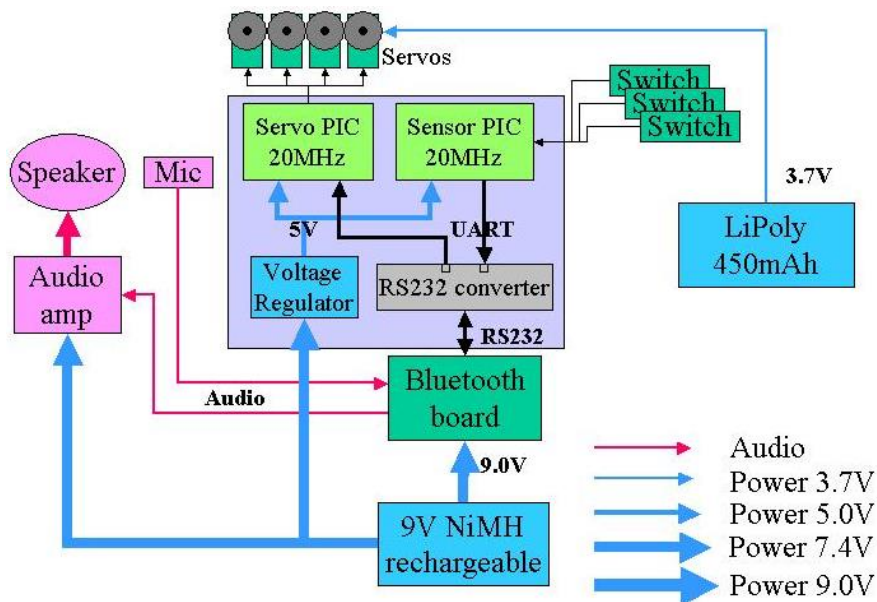 Servos
Switch
Switch
Switch
Servo PIC
20MHz
Sensor PIC
20MHz
Speaker
Mic
3.7V
5V
UART
LiPoly
450mAh
Audio
amp
Voltage
Regulator
RS232 converter
RS232
Bluetooth
board
Audio
9.0V
9V NiMH
rechargeable
Audio
Power 3.7V
Power 5.0V
Power 7.4V
Power 9.0V